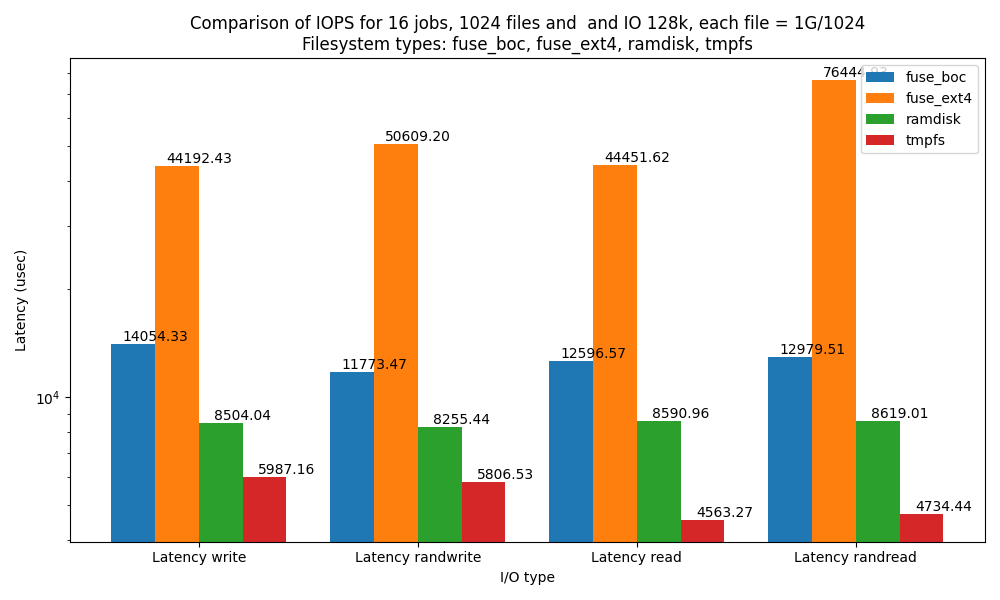 Comparison of IOPS for 16 jobs, 1024 files and  and IO 128k, each file = 1G/1024
Filesystem types: fuse_boc, fuse_ext4, ramdisk, tmpfs
fuse_boc
fuse_ext4
ramdisk
tmpfs
Latency (usec)
10^4
14054.33
44192.43
8504.04
5987.16
11773.47
50609.20
8255.44
5806.53
12596.57
44451.62
8590.96
4563.27
12979.51
8619.01
4734.44
Latency write
Latency randwrite
Latency read
Latency randread
I/O type